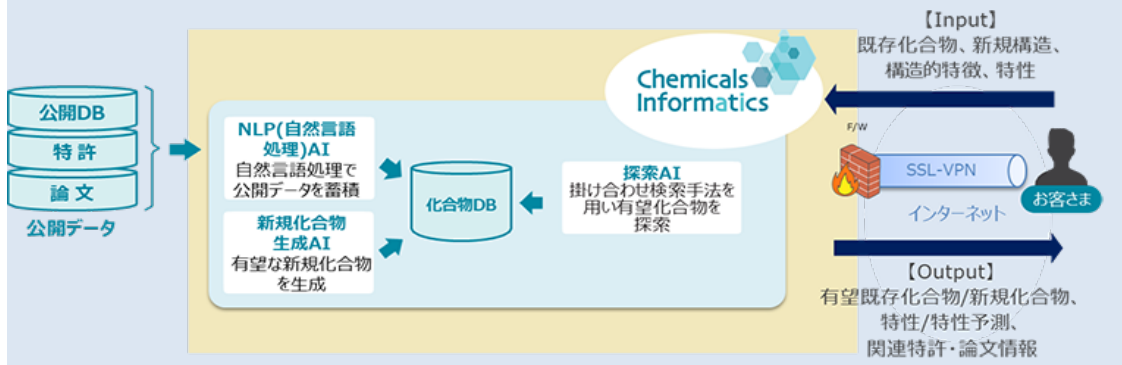 公開DB
特許
論文
公開データ
NLP(自然言語
処理)AI
自然言語処理で
公開データを蓄積
新規化合物
生成AI
有望な新規化合物
を生成
化合物DB
探索AI
掛け合わせ検索手法を
用い有望化合物を
探索
Chemicals
Informatics
【Input】
既存化合物、新規構造、
構造的特徴、特性
F/W
SSL-VPN
インターネット
お客さま
【Output】
有望既存化合物/新規化合物、
特性/特性予測、
関連特許・論文情報